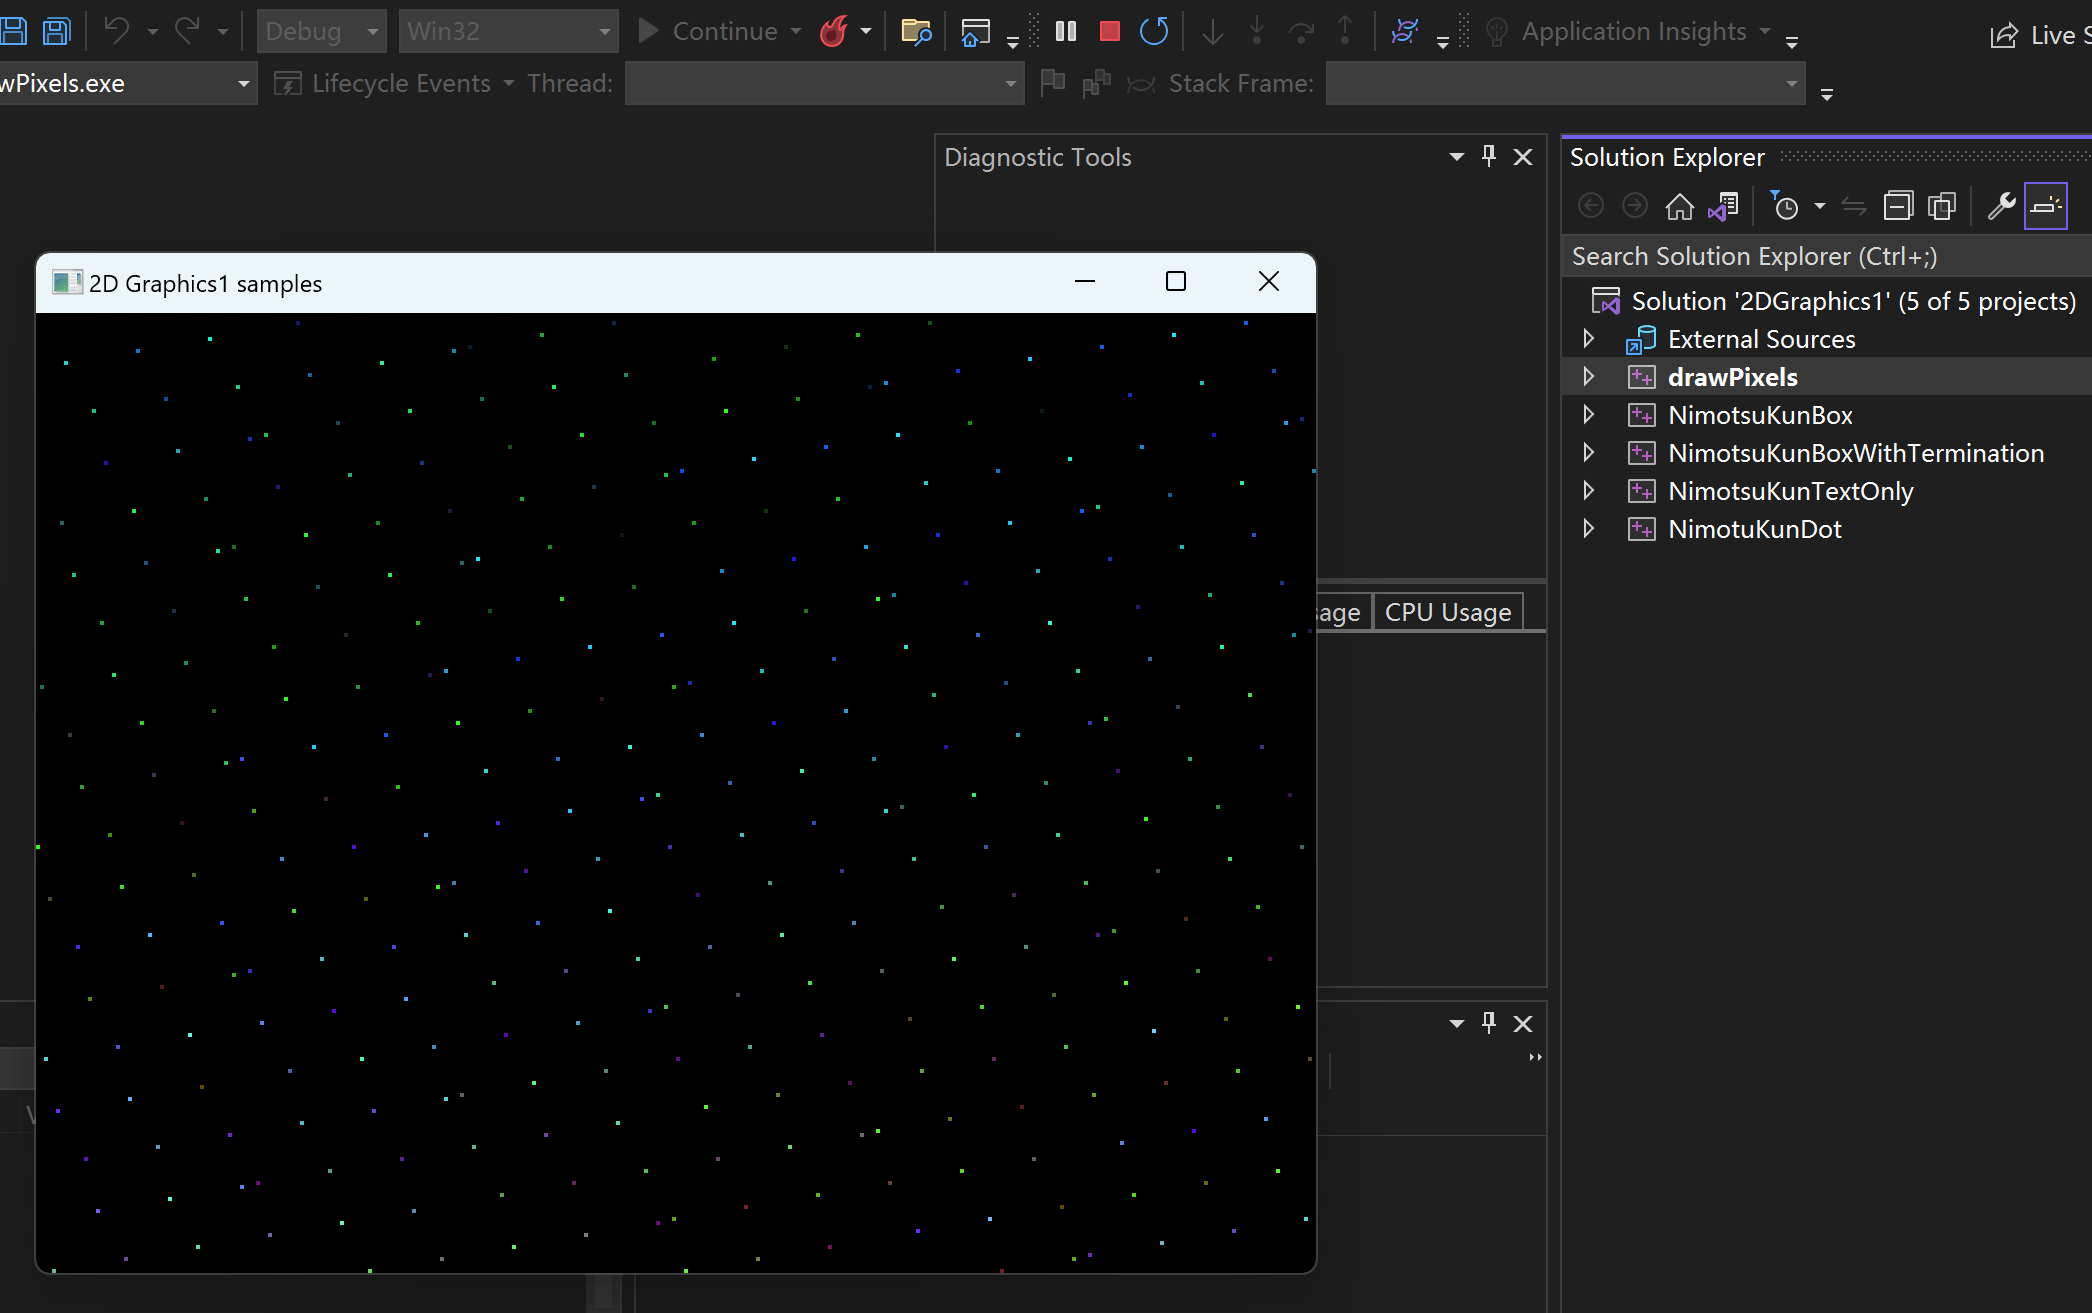 Debug
Win32
Continue
Application Insights
Live
wPixels.exe
Lifecycle Events
Thread:
Stack Frame:
Diagnostic Tools
Solution Explorer
Search Solution Explorer (Ctrl+;)
2D Graphics1 samples
Solution '2DGraphics1' (5 of 5 projects)
External Sources
drawPixels
NimotsuKunBox
NimotsuKunBoxWithTermination
NimotsuKunTextOnly
NimotuKunDot
CPU Usage